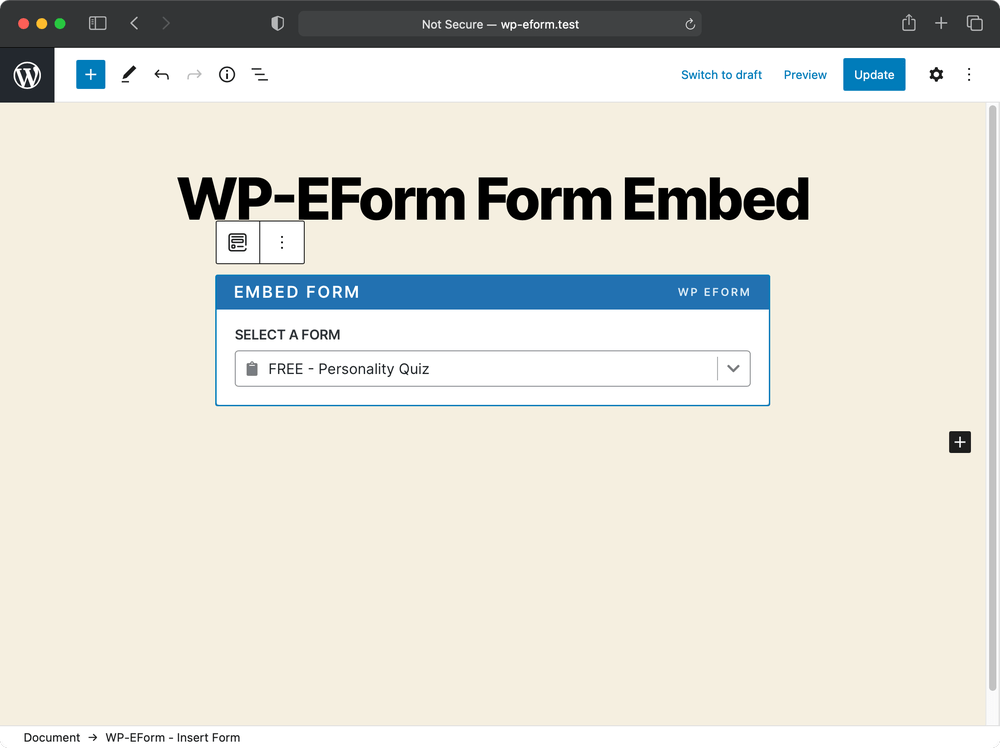 Not Secure — wp-eform.test
Switch to draft Preview Update
WP-EForm Form Embed
EMBED FORM WP EFORM
SELECT A FORM
FREE - Personality Quiz
Document → WP-EForm - Insert Form